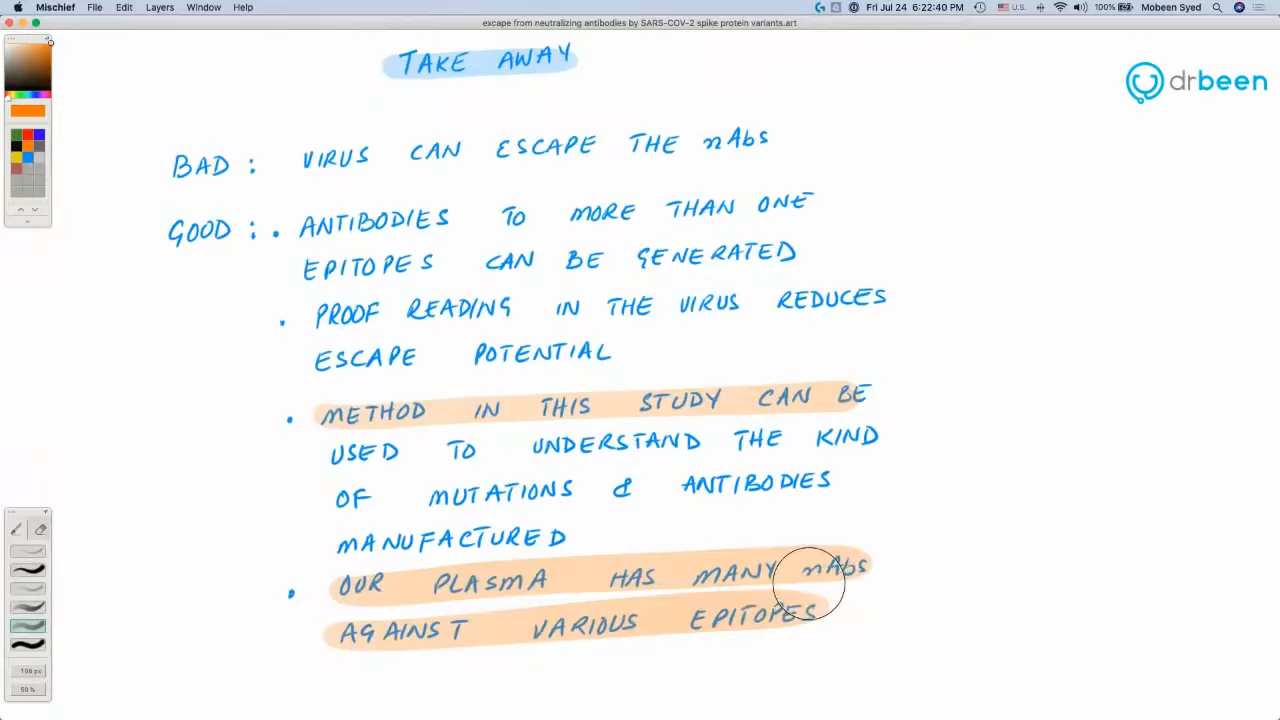 Mischief File Edit Layers Window Help U.S. 100% Fri Jul 24 6:22:40 PM Mobeen Syed
excape from neutralizing antibodies by SARS-COV-2 spike protein variants.art
TAKE AWAY
drbeen
BAD: VIRUS CAN ESCAPE THE nAbs
GOOD: • ANTIBODIES TO MORE THAN ONE
EPITOPES CAN BE GENERATED
• PROOF READING IN THE VIRUS REDUCES
ESCAPE POTENTIAL
• METHOD IN THIS STUDY CAN BE
USED TO UNDERSTAND THE KIND
OF MUTATIONS & ANTIBODIES
MANUFACTURED
• OUR PLASMA HAS MANY nAbs
AGAINST VARIOUS EPITOPES
106 px
50 %